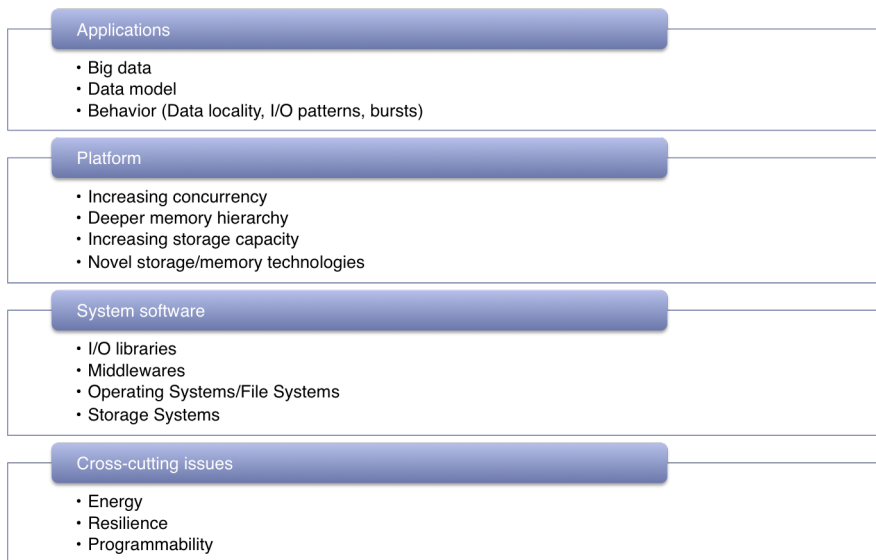 Applications
• Big data
• Data model
• Behavior (Data locality, I/O patterns, bursts)
Platform
• Increasing concurrency
• Deeper memory hierarchy
• Increasing storage capacity
• Novel storage/memory technologies
System software
• I/O libraries
• Middlewares
• Operating Systems/File Systems
• Storage Systems
Cross-cutting issues
• Energy
• Resilience
• Programmability